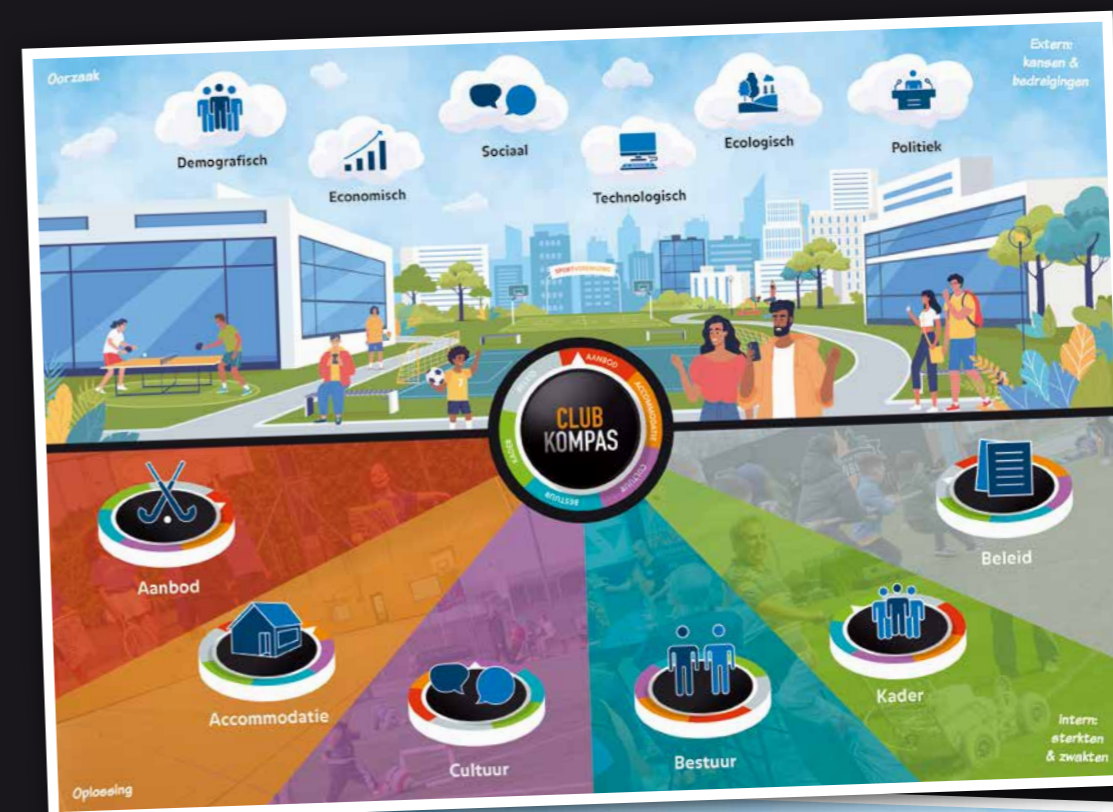 Oorzaak
Extern:
kansen &
bedreigingen
Demografisch
Economisch
Sociaal
Technologisch
Ecologisch
Politiek
SPORTVERENIGING
AANBOD
ACCOMMODATIE
CULTUUR
BESTUUR
KADER
BELEID
CLUB
KOMPAS
Aanbod
Accommodatie
Cultuur
Bestuur
Kader
Beleid
Oplossing
Intern:
sterkten
& zwakten